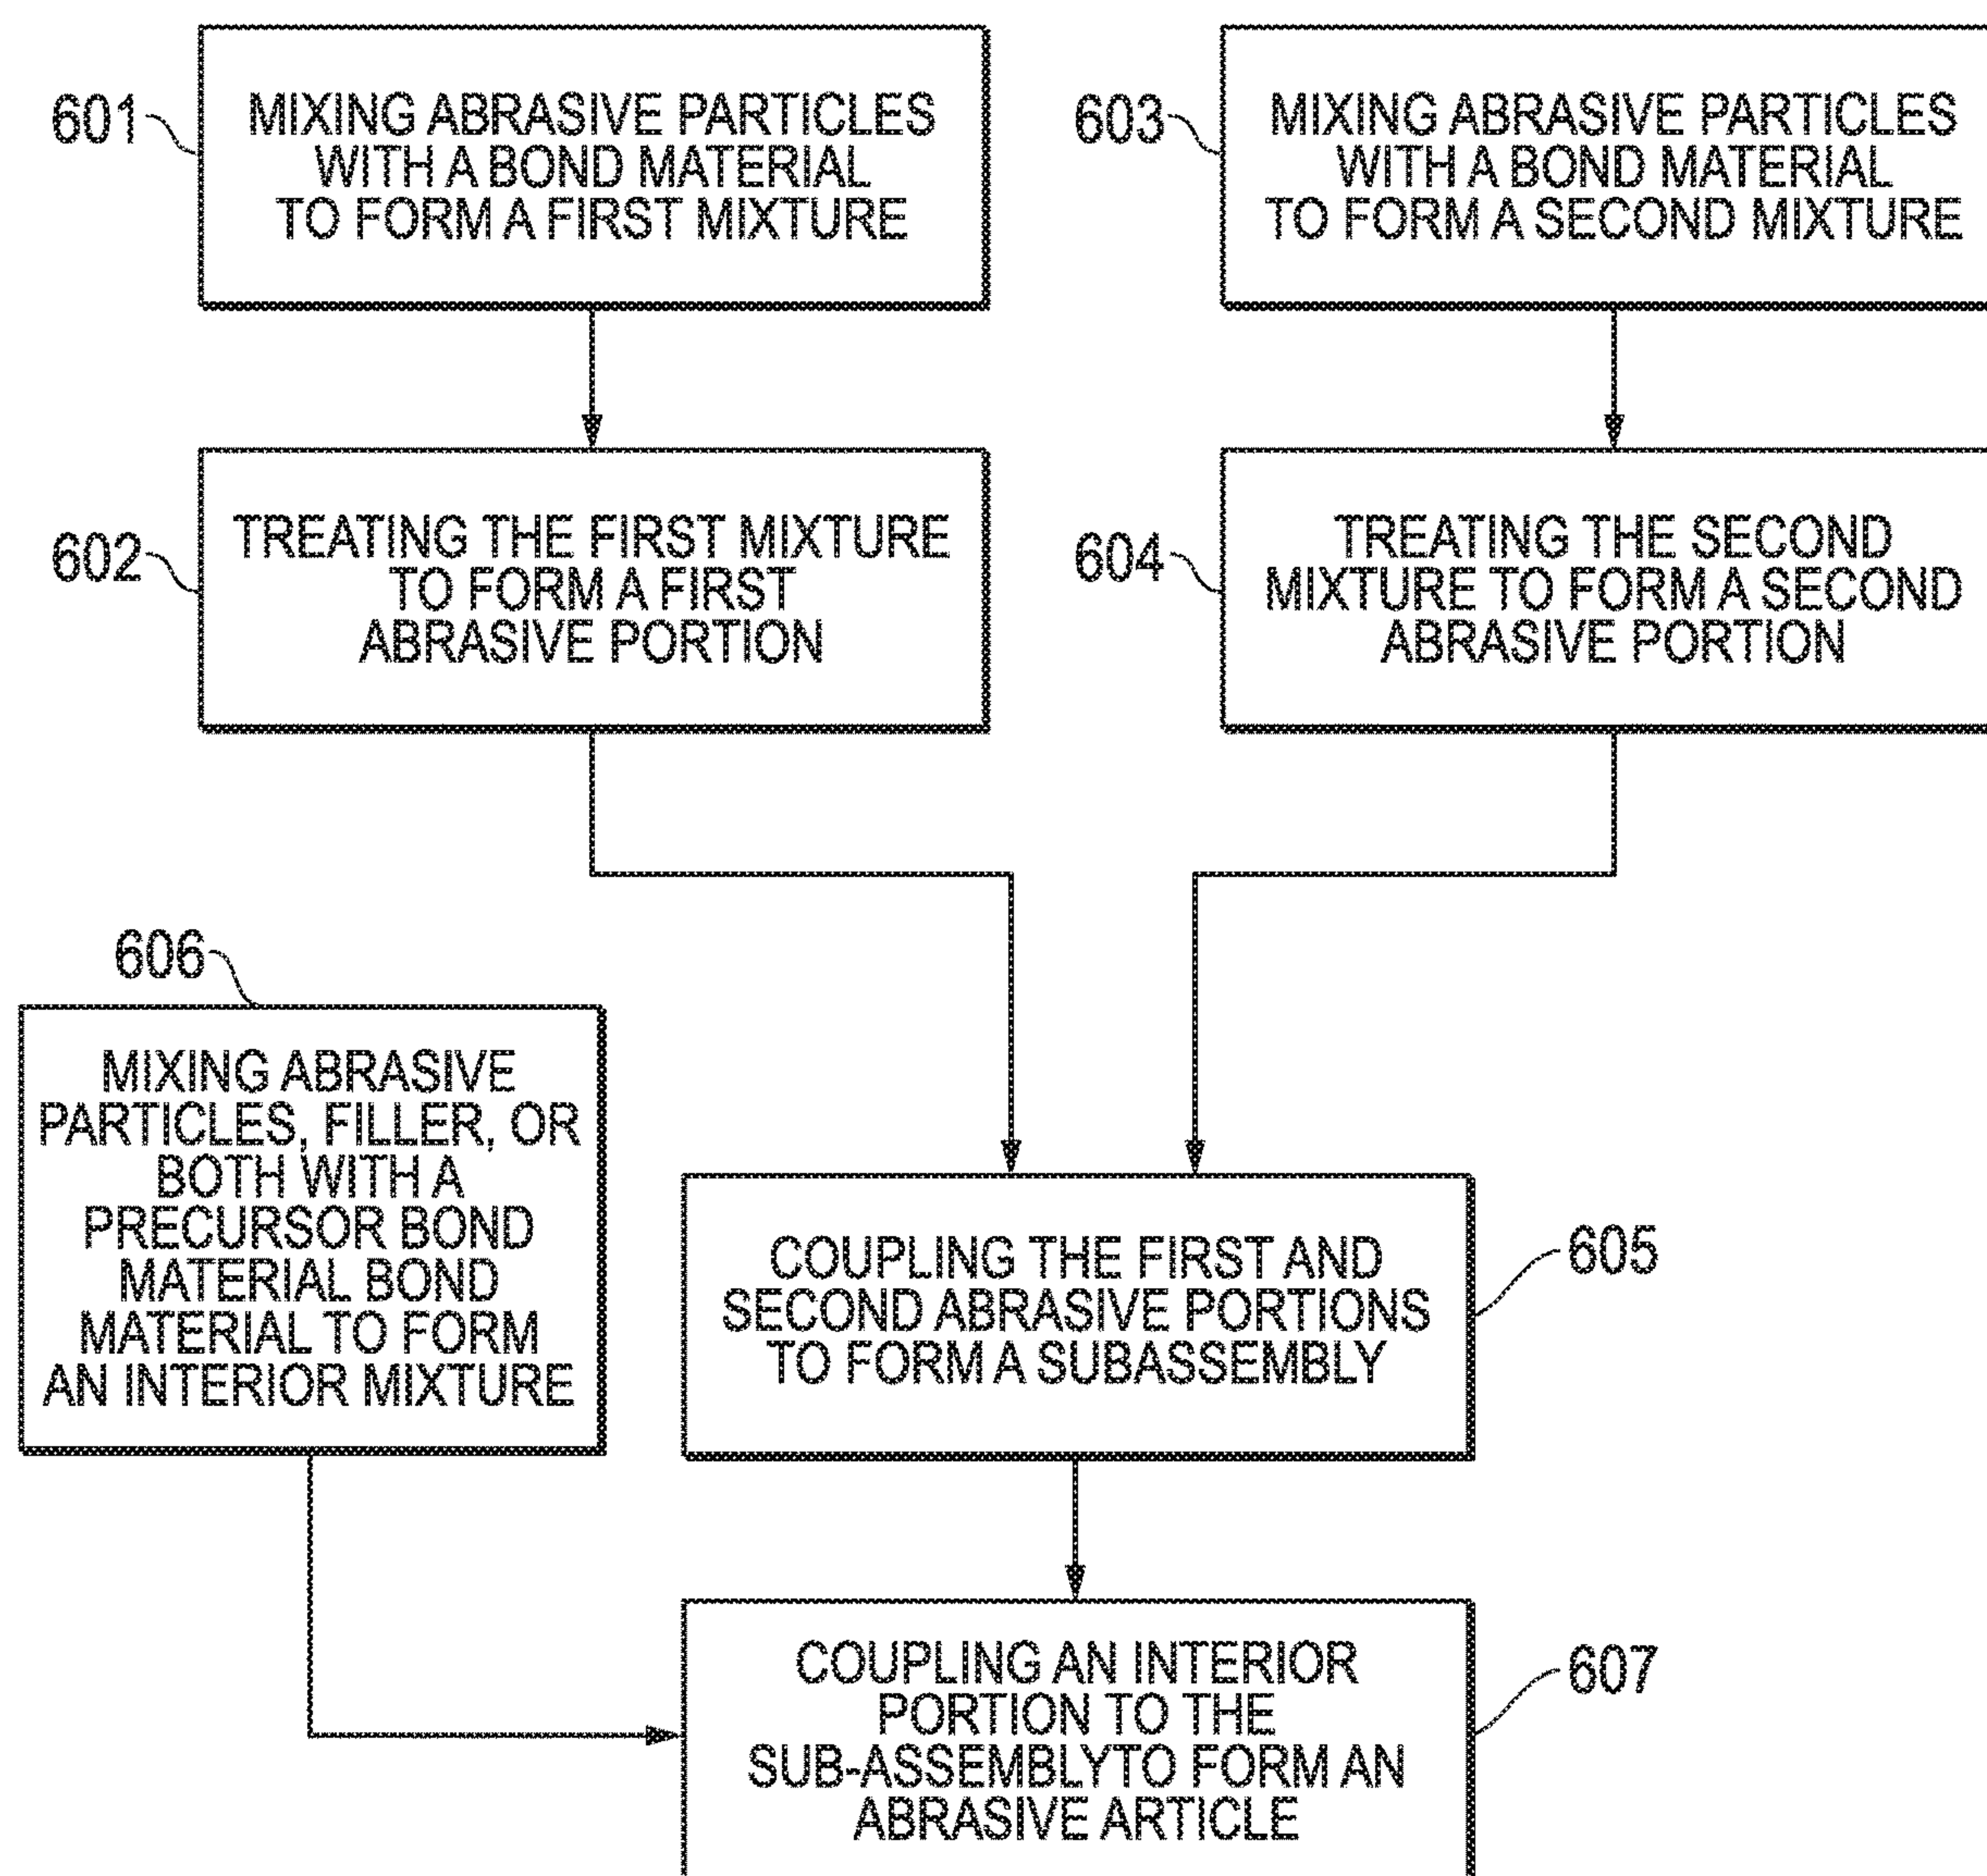 601
MIXING ABRASIVE PARTICLES
WITH A BOND MATERIAL
TO FORM A FIRST MIXTURE
603
MIXING ABRASIVE PARTICLES
WITH A BOND MATERIAL
TO FORM A SECOND MIXTURE
602
TREATING THE FIRST MIXTURE
TO FORM A FIRST
ABRASIVE PORTION
604
TREATING THE SECOND
MIXTURE TO FORM A SECOND
ABRASIVE PORTION
606
MIXING ABRASIVE
PARTICLES, FILLER, OR
BOTH WITH A
PRECURSOR BOND
MATERIAL BOND
MATERIAL TO FORM
AN INTERIOR MIXTURE
COUPLING THE FIRST AND
SECOND ABRASIVE PORTIONS
TO FORM A SUBASSEMBLY
605
COUPLING AN INTERIOR
PORTION TO THE
SUB-ASSEMBLYTO FORM AN
ABRASIVE ARTICLE
607